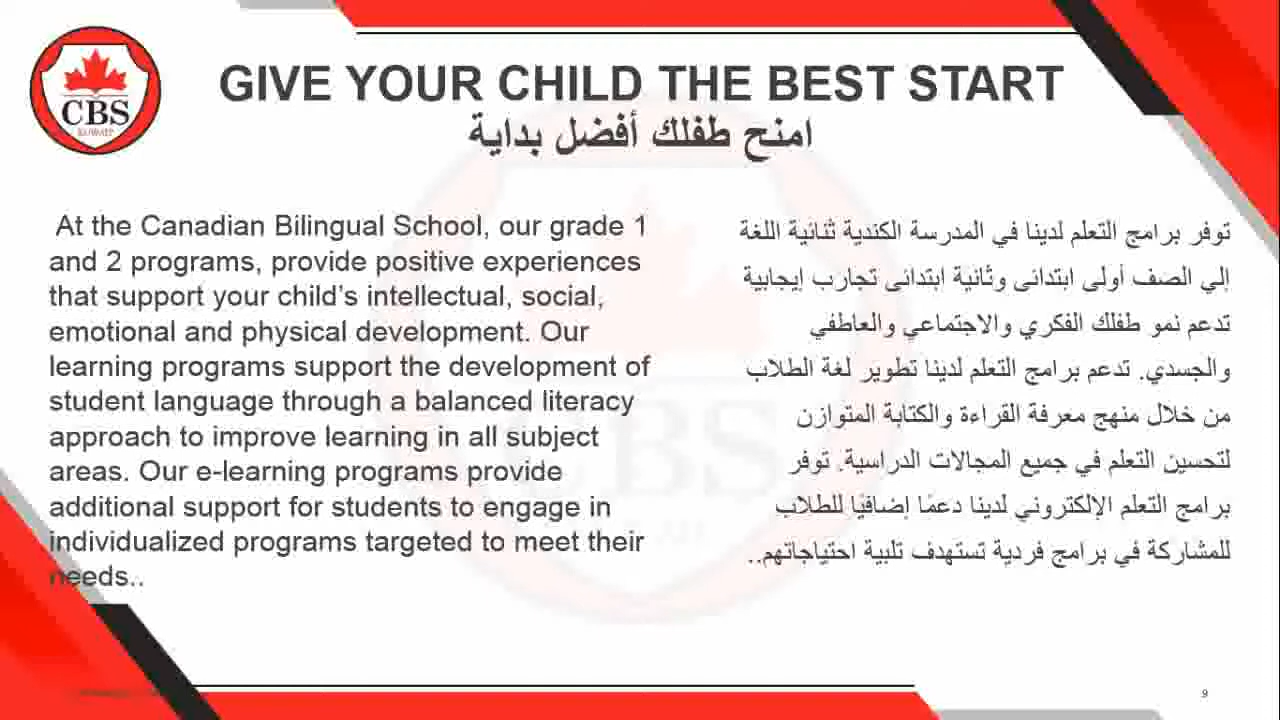 CBS
KUWAIT
GIVE YOUR CHILD THE BEST START
امنح طفلك أفضل بداية
At the Canadian Bilingual School, our grade 1
and 2 programs, provide positive experiences
that support your child’s intellectual, social,
emotional and physical development. Our
learning programs support the development of
student language through a balanced literacy
approach to improve learning in all subject
areas. Our e-learning programs provide
additional support for students to engage in
individualized programs targeted to meet their
needs..
توفر برامج التعلم لدينا في المدرسة الكندية ثنائية اللغة
إلي الصف أولى ابتدائى وثانية ابتدائى تجارب إيجابية
تدعم نمو طفلك الفكري والاجتماعي والعاطفي
والجسدي. تدعم برامج التعلم لدينا تطوير لغة الطلاب
من خلال منهج معرفة القراءة والكتابة المتوازن
لتحسين التعلم في جميع المجالات الدراسية. توفر
برامج التعلم الإلكتروني لدينا دعمًا إضافيًا للطلاب
للمشاركة في برامج فردية تستهدف تلبية احتياجاتهم..
CBS
9